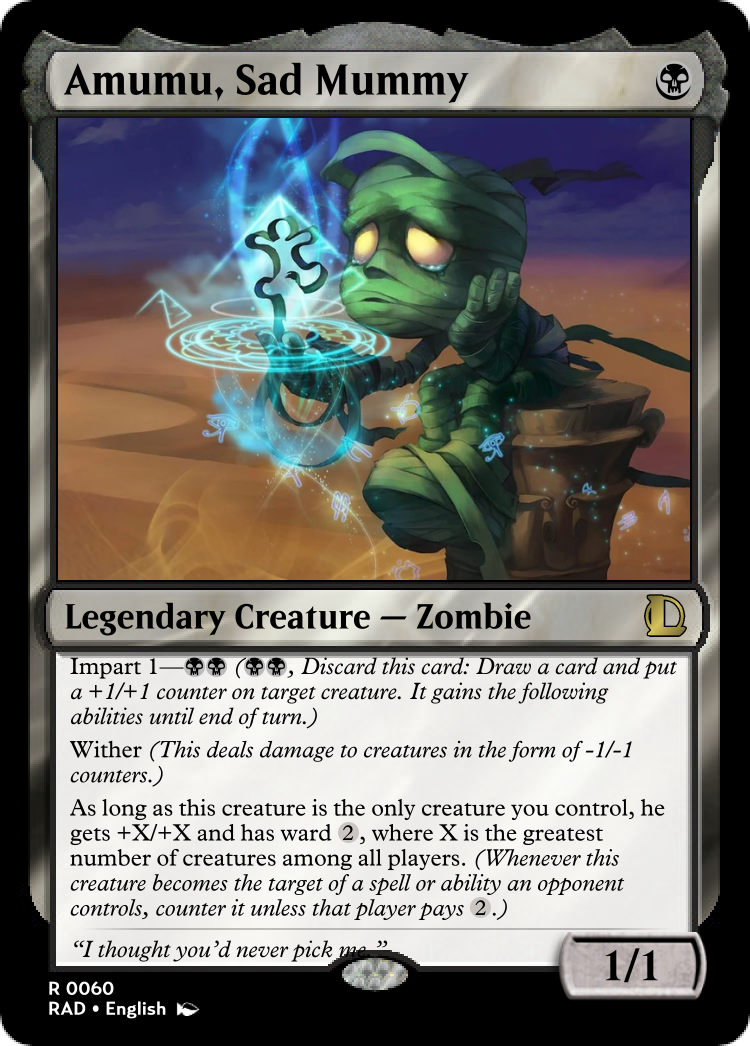 Amumu, Sad Mummy
Legendary Creature — Zombie
Impart 1— (, Discard this card: Draw a card and put
a +1/+1 counter on target creature. It gains the following
abilities until end of turn.)
Wither (This deals damage to creatures in the form of -1/-1
counters.)
As long as this creature is the only creature you control, he
gets +X/+X and has ward 2, where X is the greatest
number of creatures among all players. (Whenever this
creature becomes the target of a spell or ability an opponent
controls, counter it unless that player pays 2.)
“I thought you’d never pick me.”
1/1
R 0060
RAD • English